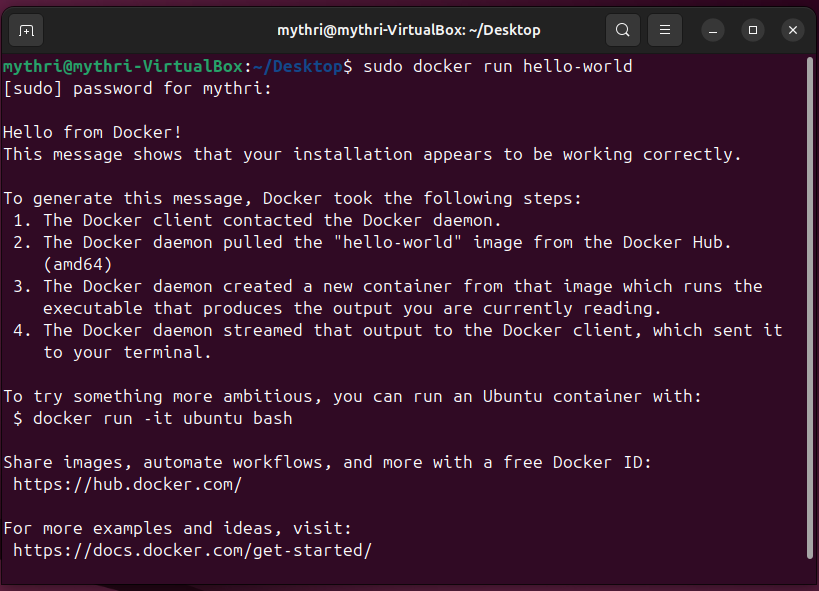 mythri@mythri-VirtualBox: ~/Desktop
mythri@mythri-VirtualBox:~/Desktop$ sudo docker run hello-world
[sudo] password for mythri:
Hello from Docker!
This message shows that your installation appears to be working correctly.
To generate this message, Docker took the following steps:
1. The Docker client contacted the Docker daemon.
2. The Docker daemon pulled the "hello-world" image from the Docker Hub.
(amd64)
3. The Docker daemon created a new container from that image which runs the
executable that produces the output you are currently reading.
4. The Docker daemon streamed that output to the Docker client, which sent it
to your terminal.
To try something more ambitious, you can run an Ubuntu container with:
$ docker run -it ubuntu bash
Share images, automate workflows, and more with a free Docker ID:
https://hub.docker.com/
For more examples and ideas, visit:
https://docs.docker.com/get-started/